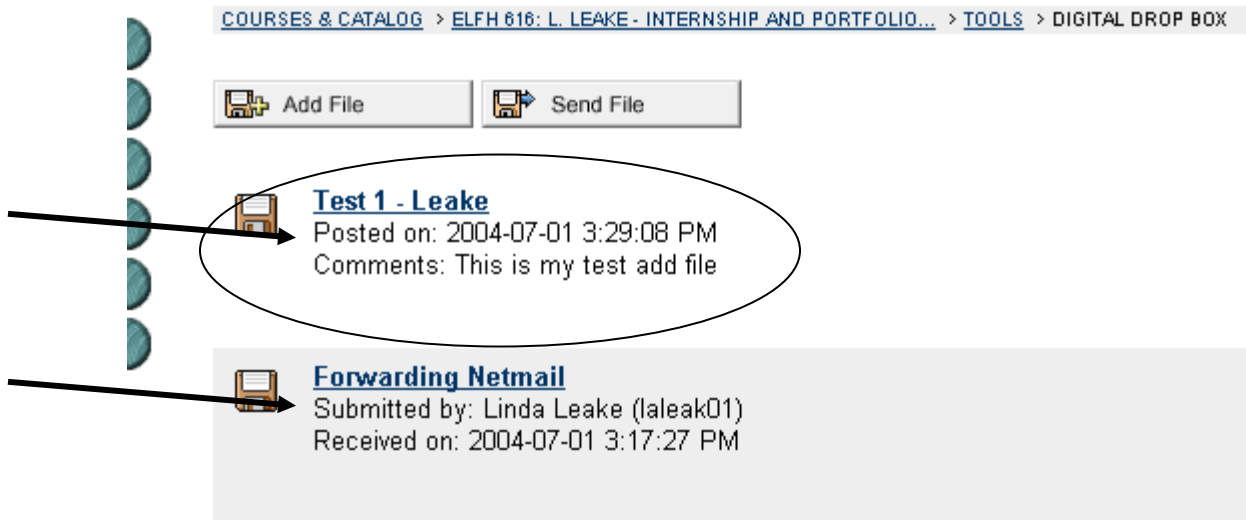 COURSES & CATALOG > ELFH 616: L. LEAKE - INTERNSHIP AND PORTFOLIO... > TOOLS > DIGITAL DROP BOX
Add File Send File
Test 1 - Leake
Posted on: 2004-07-01 3:29:08 PM
Comments: This is my test add file
Forwarding Netmail
Submitted by: Linda Leake (laleak01)
Received on: 2004-07-01 3:17:27 PM